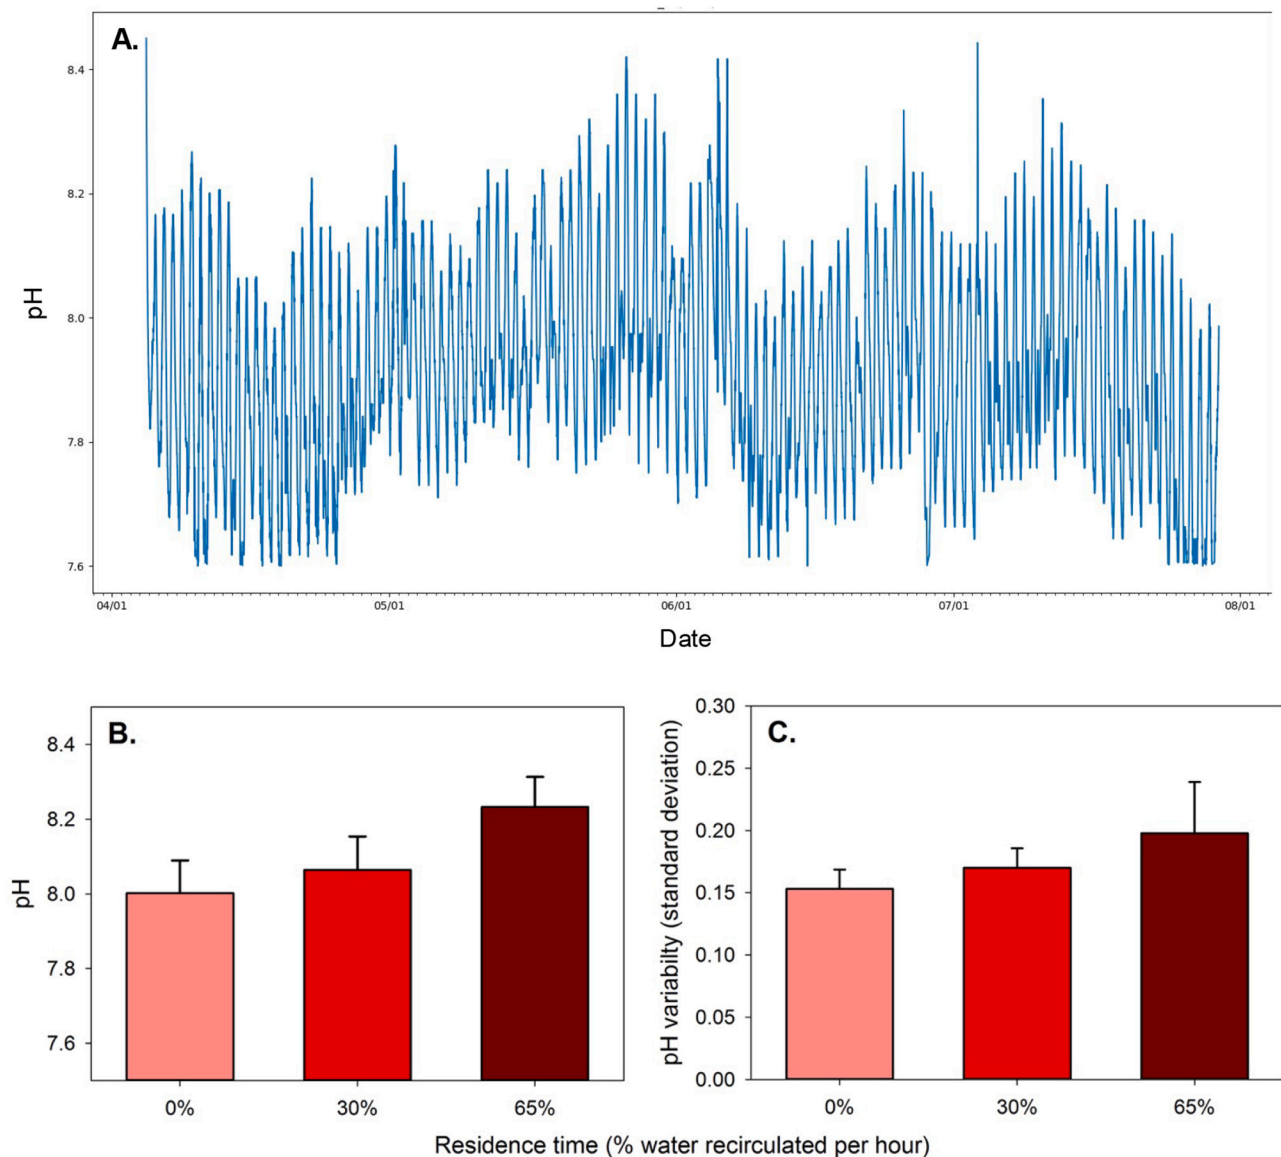 A.
8.4
8.2
8.0
7.8
7.6
pH
04/01 05/01 06/01 07/01 08/01
Date
B.
8.4
8.2
8.0
7.8
7.6
pH
0% 30% 65%
C.
0.30
0.25
0.20
0.15
0.10
0.05
0.00
pH variabilty (standard deviation)
0% 30% 65%
Residence time (% water recirculated per hour)